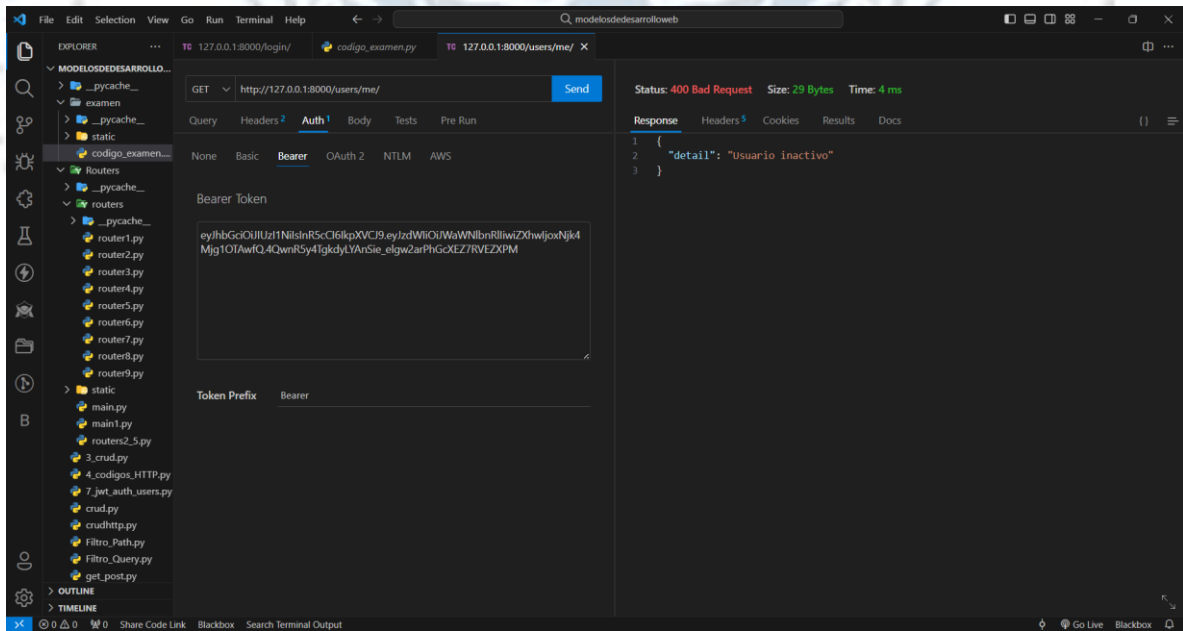 File Edit Selection View Go Run Terminal Help
modelosdedesarrolloweb
EXPLORER
TC 127.0.0.1:8000/login/
codigo_examen.py
TC 127.0.0.1:8000/users/me/
MODELOSDEDESARROLLO...
__pycache__
examen
__pycache__
static
codigo_examen....
Routers
__pycache__
routers
__pycache__
router1.py
router2.py
router3.py
router4.py
router5.py
router6.py
router7.py
router8.py
router9.py
static
main.py
main1.py
routers2_5.py
3_crud.py
4_codigos_HTTP.py
7_jwt_auth_users.py
crud.py
crudhttp.py
Filtro_Path.py
Filtro_Query.py
get_post.py
OUTLINE
TIMELINE
GET http://127.0.0.1:8000/users/me/ Send
Query Headers 2 Auth 1 Body Tests Pre Run
None Basic Bearer OAuth 2 NTLM AWS
Bearer Token
Token Prefix Bearer
Status: 400 Bad Request Size: 29 Bytes Time: 4 ms
Response Headers 5 Cookies Results Docs
1 {
2 "detail": "Usuario inactivo"
3 }
0 0 0 Share Code Link Blackbox Search Terminal Output
Go Live Blackbox